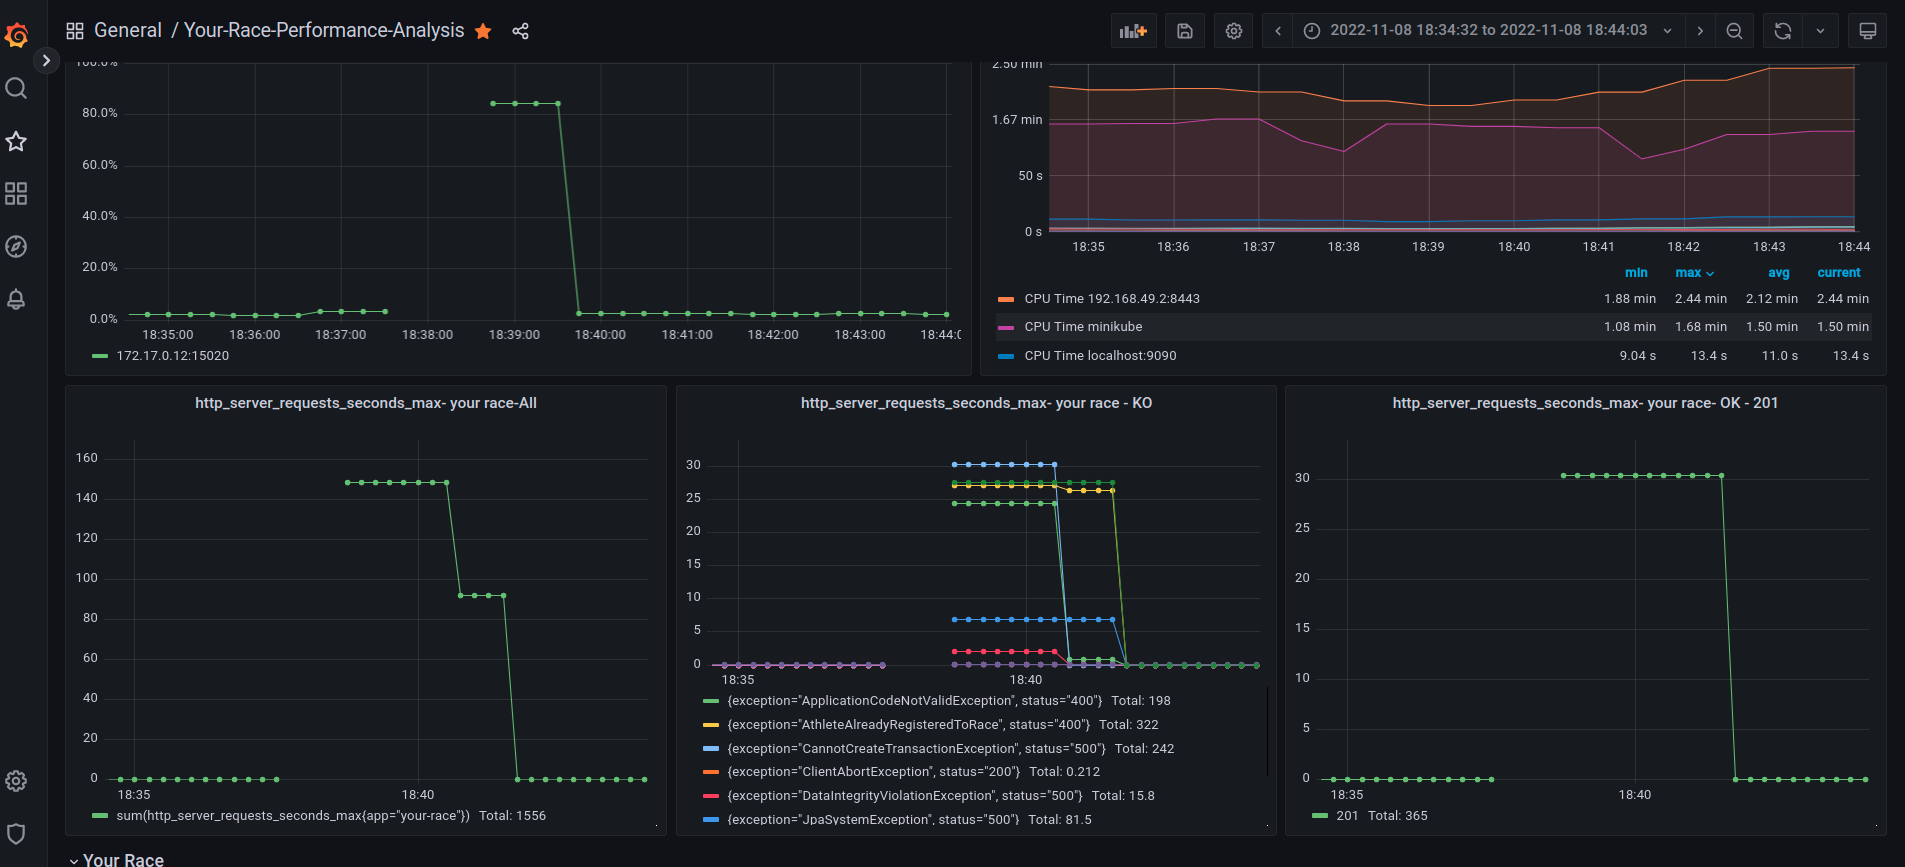 General / Your-Race-Performance-Analysis
2022-11-08 18:34:32 to 2022-11-08 18:44:03
100.0%
80.0%
60.0%
40.0%
20.0%
0.0%
18:35:00 18:36:00 18:37:00 18:38:00 18:39:00 18:40:00 18:41:00 18:42:00 18:43:00 18:44:0
172.17.0.12:15020
2.50 min
1.67 min
50 s
0 s
18:35 18:36 18:37 18:38 18:39 18:40 18:41 18:42 18:43 18:44
min max avg current
CPU Time 192.168.49.2:8443 1.88 min 2.44 min 2.12 min 2.44 min
CPU Time minikube 1.08 min 1.68 min 1.50 min 1.50 min
CPU Time localhost:9090 9.04 s 13.4 s 11.0 s 13.4 s
http_server_requests_seconds_max- your race-All
160
140
120
100
80
60
40
20
0
18:35 18:40
sum(http_server_requests_seconds_max{app="your-race"}) Total: 1556
http_server_requests_seconds_max- your race - KO
30
25
20
15
10
5
0
18:35 18:40
{exception="ApplicationCodeNotValidException", status="400"} Total: 198
{exception="AthleteAlreadyRegisteredToRace", status="400"} Total: 322
{exception="CannotCreateTransactionException", status="500"} Total: 242
{exception="ClientAbortException", status="200"} Total: 0.212
{exception="DataIntegrityViolationException", status="500"} Total: 15.8
{exception="JpaSystemException", status="500"} Total: 81.5
http_server_requests_seconds_max- your race- OK - 201
30
25
20
15
10
5
0
18:35 18:40
201 Total: 365
Your Race